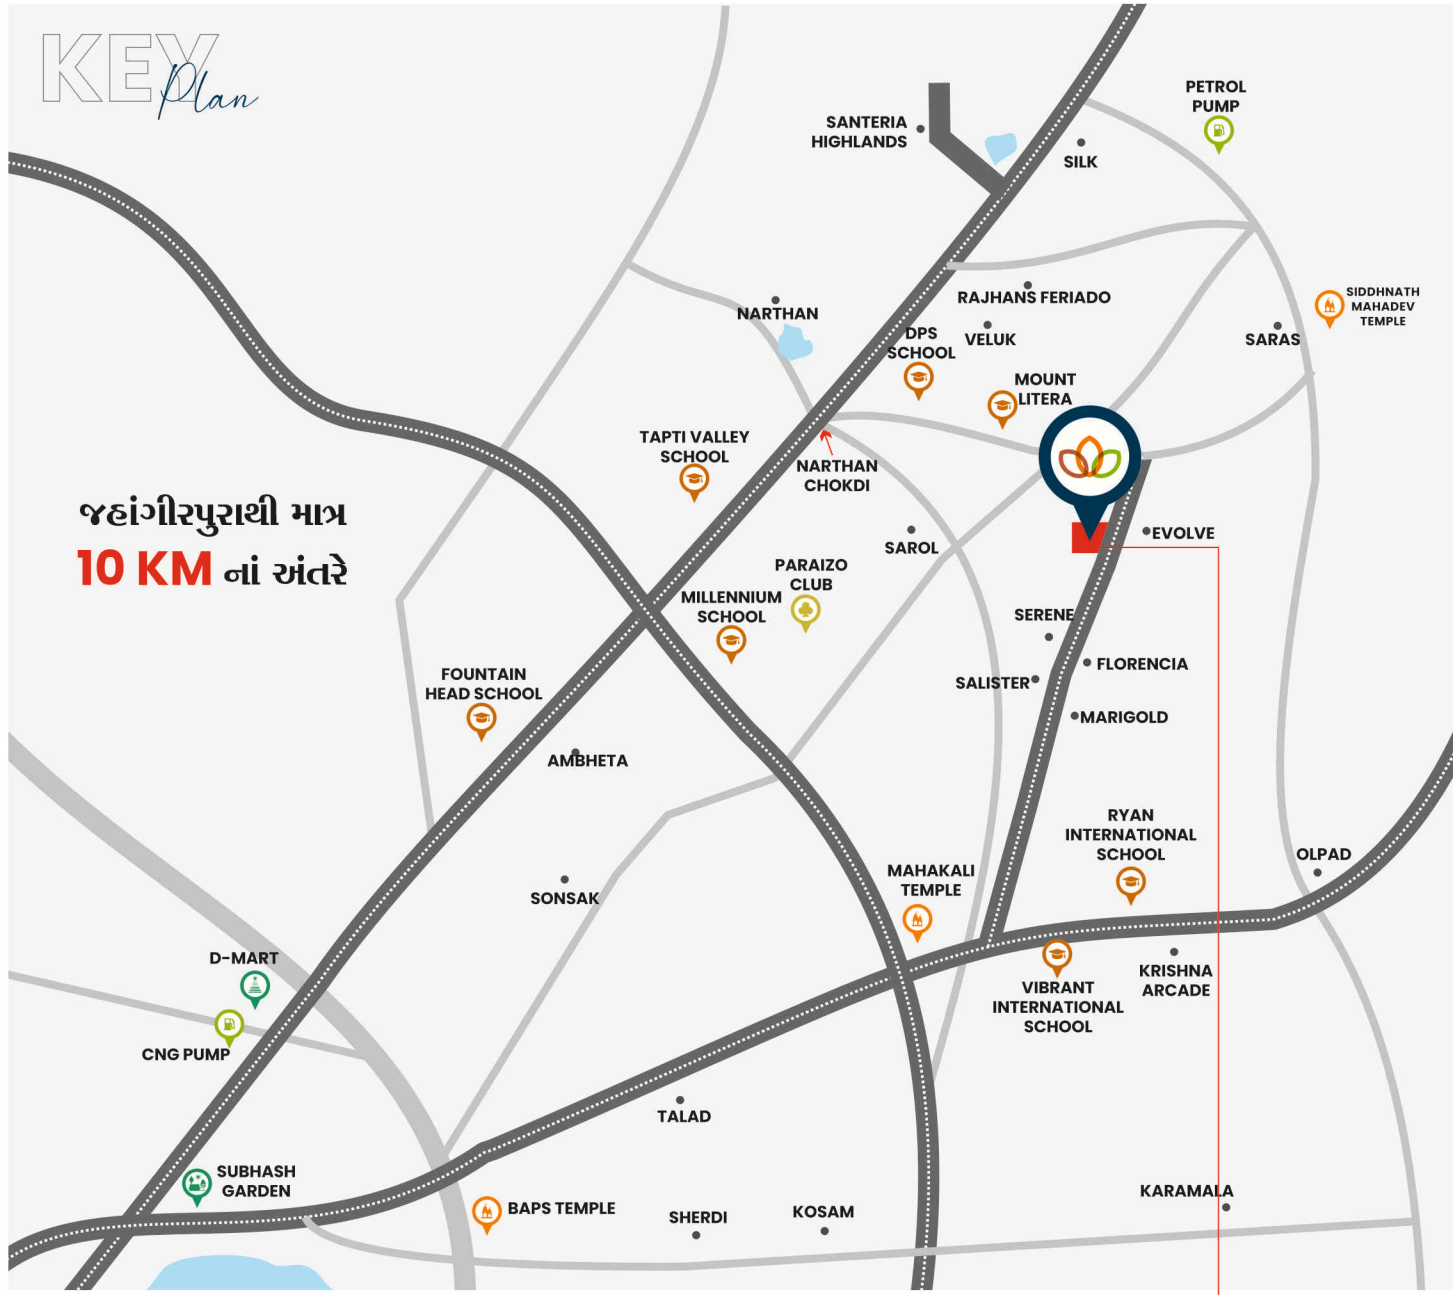 KEY
Plan
PETROL
PUMP
SANTERIA
HIGHLANDS
SILK
SIDDHNATH
MAHADEV
TEMPLE
RAJHANS FERIADO
NARTHAN
DPS
SCHOOL
VELUK
SARAS
MOUNT
LITERA
TAPTI VALLEY
SCHOOL
NARTHAN
CHOKDI
જહાંગીરપુરાથી માત્ર
10 KM નાં અંતરે
SAROL
EVOLVE
PARAIZO
CLUB
MILLENNIUM
SCHOOL
SERENE
FLORENCIA
FOUNTAIN
HEAD SCHOOL
SALISTER
MARIGOLD
AMBHETA
RYAN
INTERNATIONAL
SCHOOL
OLPAD
MAHAKALI
TEMPLE
SONSAK
D-MART
KRISHNA
ARCADE
VIBRANT
INTERNATIONAL
SCHOOL
CNG PUMP
TALAD
SUBHASH
GARDEN
KARAMALA
BAPS TEMPLE
SHERDI
KOSAM